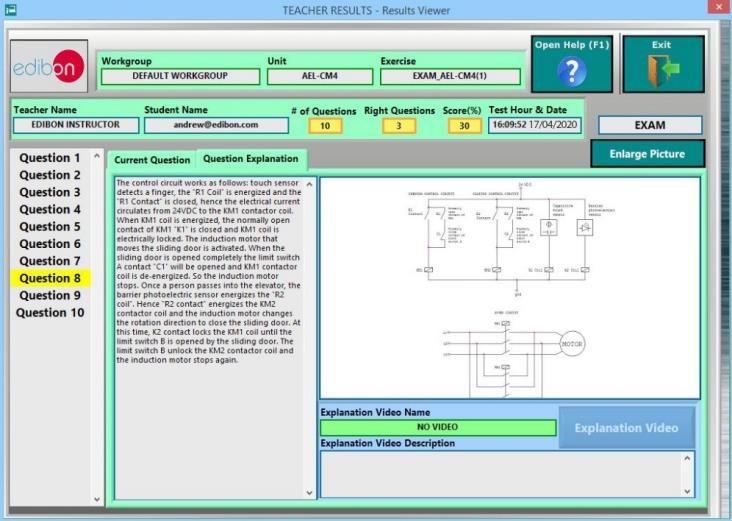 TEACHER RESULTS - Results Viewer
edibon
Workgroup
DEFAULT WORKGROUP
Unit
AEL-CM4
Exercise
EXAM_AEL-CM4(1)
Open Help (F1)
Exit
Teacher Name
EDIBON INSTRUCTOR
Student Name
andrew@edibon.com
# of Questions
10
Right Questions
3
Score(%)
30
Test Hour & Date
16:09:52 17/04/2020
EXAM
Question 1
Question 2
Question 3
Question 4
Question 5
Question 6
Question 7
Question 8
Question 9
Question 10
Current Question
Question Explanation
Enlarge Picture
The control circuit works as follows: touch sensor
detects a finger, the "R1 Coil" is energized and the
"R1 Contact" is closed, hence the electrical current
circulates from 24VDC to the KM1 contactor coil.
When KM1 coil is energized, the normally open
contact of KM1 "K1" is closed and KM1 coil is
electrically locked. The induction motor that
moves the sliding door is activated. When the
sliding door is opened completely the limit switch
A contact "C1" will be opened and KM1 contactor
coil is de-energized. So the induction motor
stops. Once a person passes into the elevator, the
barrier photoelectric sensor energizes the "R2
coil". Hence "R2 contact" energizes the KM2
contactor coil and the induction motor changes
the rotation direction to close the sliding door. At
this time, K2 contact locks the KM1 coil until the
limit switch B is opened by the sliding door. The
limit switch B unlock the KM2 contactor coil and
the induction motor stops again.
24 VDC
R1 Coil
R2 Coil
gnd
MOTOR
Explanation Video Name
NO VIDEO
Explanation Video
Explanation Video Description